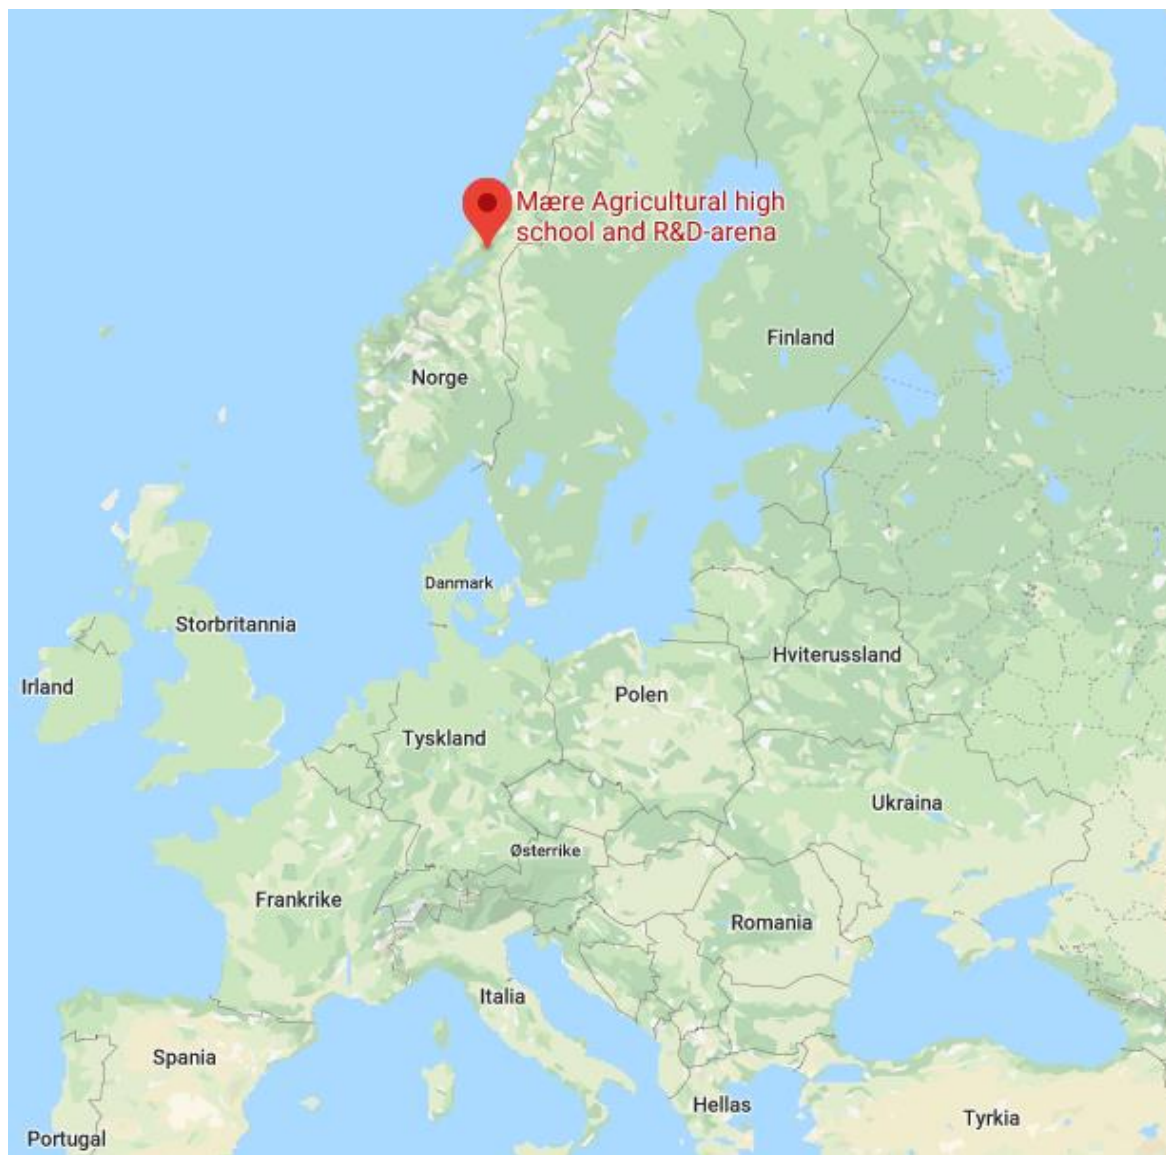 Mære Agricultural high
school and R&D-arena
Finland
Norge
Danmark
Storbritannia
Hviterussland
Irland
Polen
Tyskland
Ukraina
Østerrike
Frankrike
Romania
Italia
Spania
Hellas
Tyrkia
Portugal